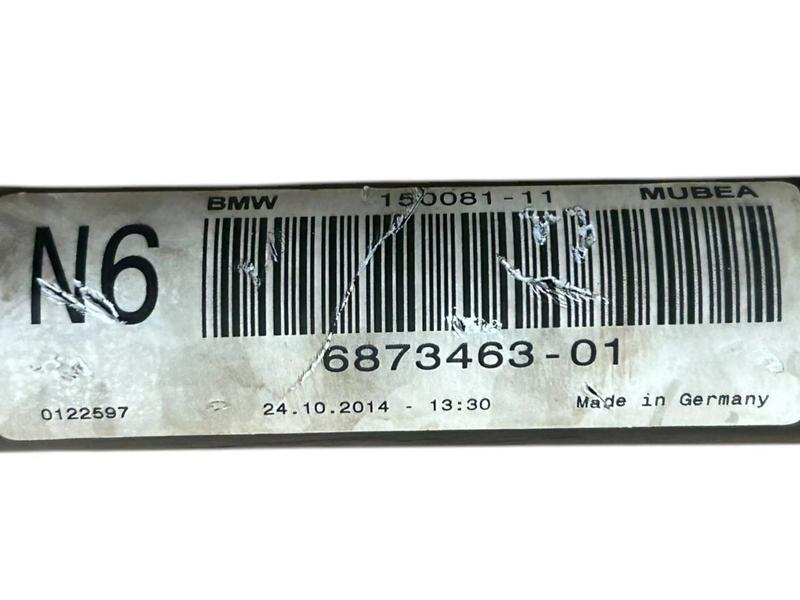 BMW 150081-11 MUBEA
N6
6873463-01
0122597 24.10.2014 - 13:30 Made in Germany